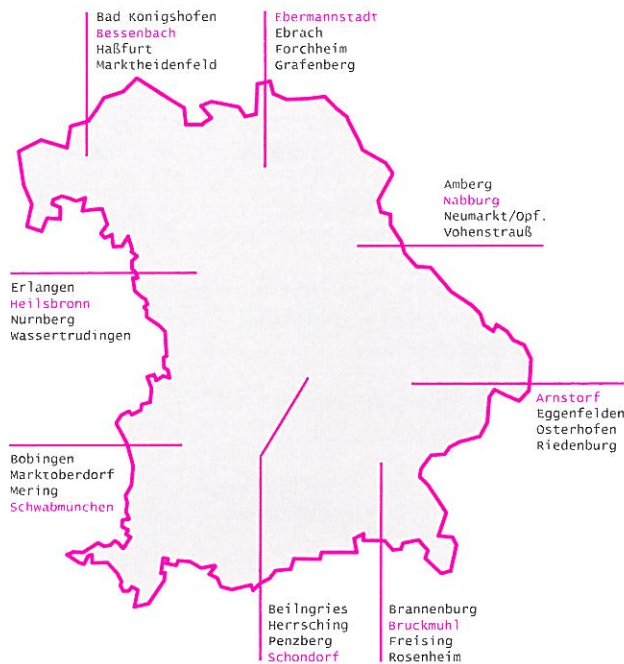 Bad Königshofen
Bessenbach
Haßfurt
Marktheidenfeld
Ebermannstadt
Ebrach
Forchheim
Grafenberg
Amberg
Nabburg
Neumarkt/Opf.
Vohenstrauß
Erlangen
Heilsbronn
Nurnberg
Wassertrudingen
Arnstorf
Eggenfelden
Osterhofen
Riedenburg
Bobingen
Marktoberdorf
Mering
Schwabmunchen
Beilngries
Herrsching
Penzberg
Schondorf
Brannenburg
Bruckmuhl
Freising
Rosenheim